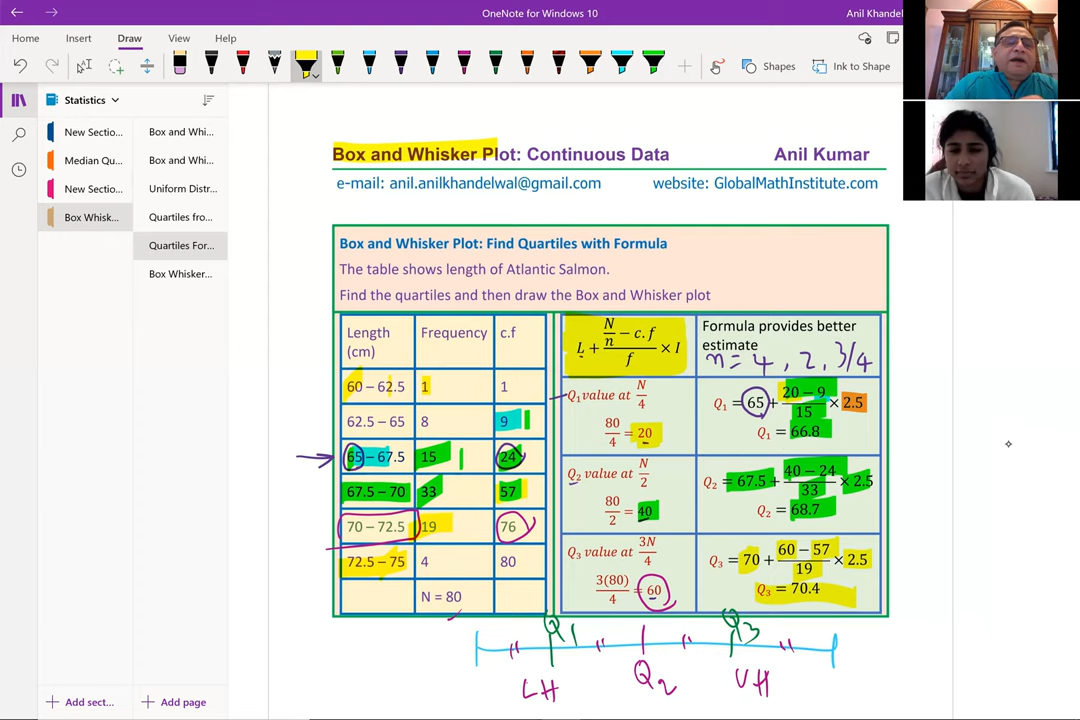 OneNote for Windows 10
Anil Khandel
Home Insert Draw View Help
Shapes
Ink to Shape
Statistics
New Sectio...
Median Qu...
New Sectio...
Box Whisk...
Box and Whi...
Box and Whi...
Uniform Distr...
Quartiles fro...
Quartiles For...
Box Whisker...
Add sect...
Add page
Box and Whisker Plot: Continuous Data Anil Kumar
e-mail: anil.anilkhandelwal@gmail.com website: GlobalMathInstitute.com
Box and Whisker Plot: Find Quartiles with Formula
The table shows length of Atlantic Salmon.
Find the quartiles and then draw the Box and Whisker plot
Length (cm) Frequency c.f
60 – 62.5 1 1
62.5 – 65 8 9
65 – 67.5 15 24
67.5 – 70 33 57
70 – 72.5 19 76
72.5 – 75 4 80
N = 80
L + (N/n − c.f)/f × I
Formula provides better
estimate
n = 4, 2, 3/4
Q₁ value at N/4
80/4 = 20
Q₁ = 65 + (20 − 9)/15 × 2.5
Q₁ = 66.8
Q₂ value at N/2
80/2 = 40
Q₂ = 67.5 + (40 − 24)/33 × 2.5
Q₂ = 68.7
Q₃ value at 3N/4
3(80)/4 = 60
Q₃ = 70 + (60 − 57)/19 × 2.5
Q₃ = 70.4
Q1 Q3
LH Q2 UH